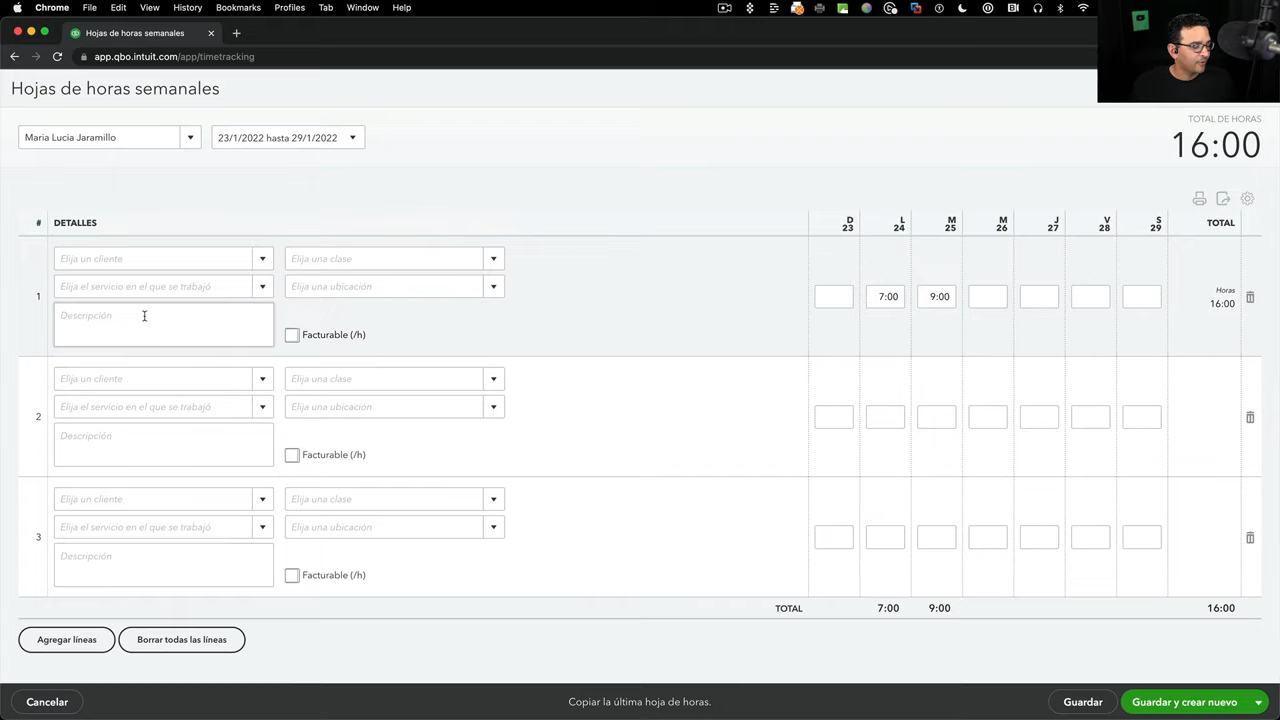 Chrome File Edit View History Bookmarks Profiles Tab Window Help
Hojas de horas semanales
app.qbo.intuit.com/app/timetracking
Hojas de horas semanales
Maria Lucia Jaramillo 23/1/2022 hasta 29/1/2022
TOTAL DE HORAS
16:00
# DETALLES D 23 L 24 M 25 M 26 J 27 V 28 S 29 TOTAL
Elija un cliente Elija una clase
Elija el servicio en el que se trabajó Elija una ubicación
1 7:00 9:00 Horas 16:00
Descripción
Facturable (/h)
Elija un cliente Elija una clase
Elija el servicio en el que se trabajó Elija una ubicación
2
Descripción
Facturable (/h)
Elija un cliente Elija una clase
Elija el servicio en el que se trabajó Elija una ubicación
3
Descripción
Facturable (/h)
TOTAL 7:00 9:00 16:00
Agregar líneas Borrar todas las líneas
Cancelar Copiar la última hoja de horas. Guardar Guardar y crear nuevo